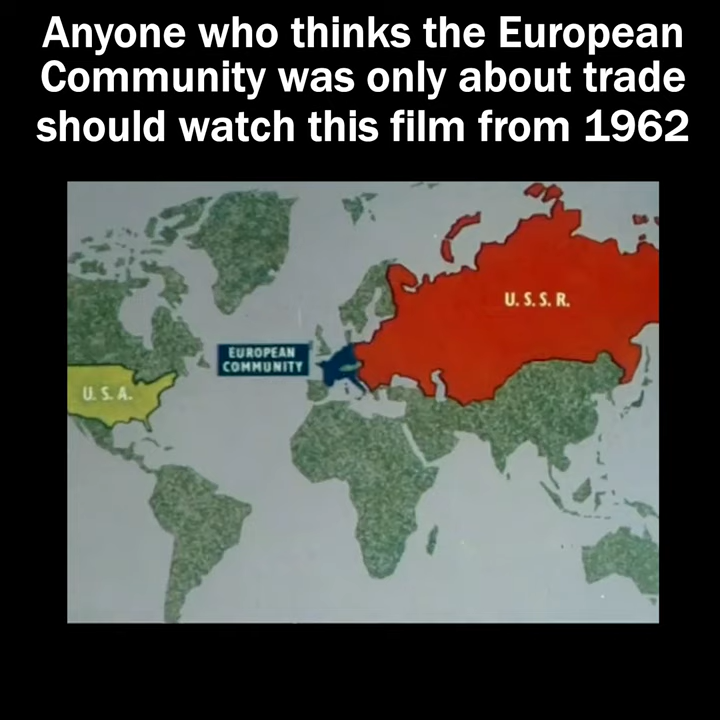 Anyone who thinks the European
Community was only about trade
should watch this film from 1962
U.S.S.R.
EUROPEAN
COMMUNITY
U.S.A.